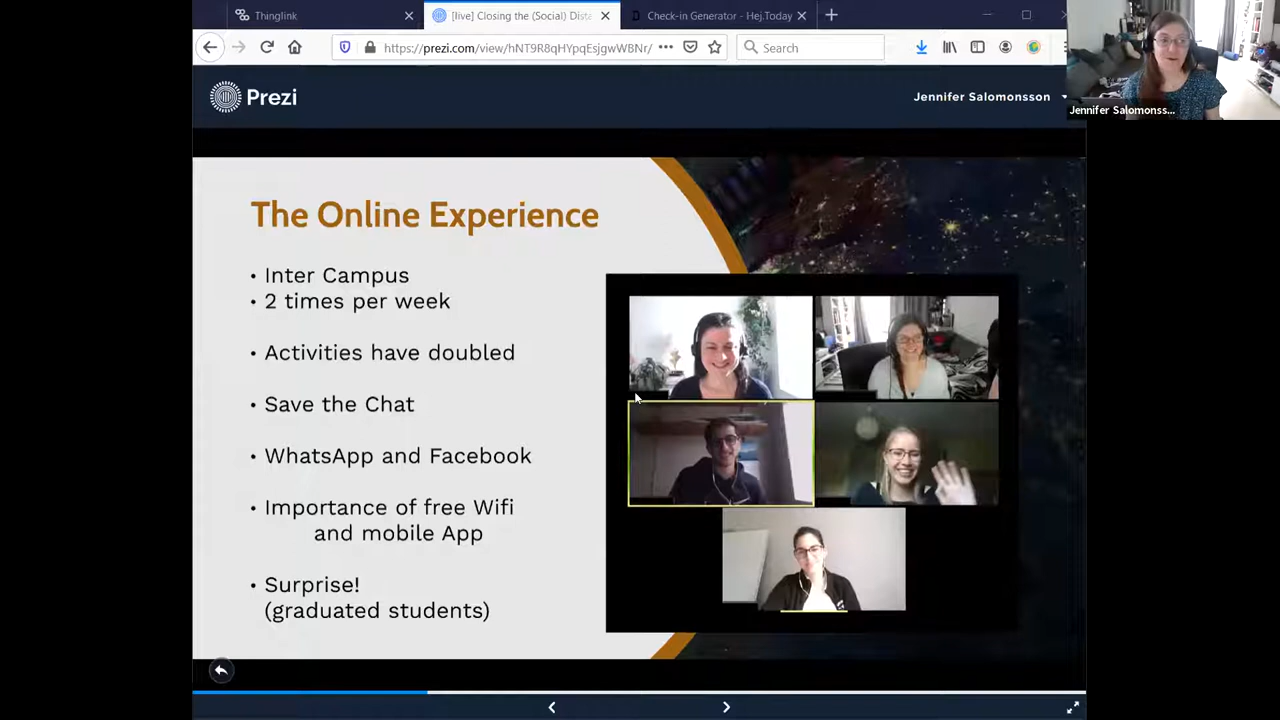 Thinglink
[live] Closing the (Social) Dista
Check-in Generator - Hej.Today
https://prezi.com/view/hNT9R8qHYpqEsjgwWBNr/
Search
Prezi
Jennifer Salomonsson
Jennifer Salomonss...
The Online Experience
• Inter Campus
• 2 times per week
• Activities have doubled
• Save the Chat
• WhatsApp and Facebook
• Importance of free Wifi
and mobile App
• Surprise!
(graduated students)